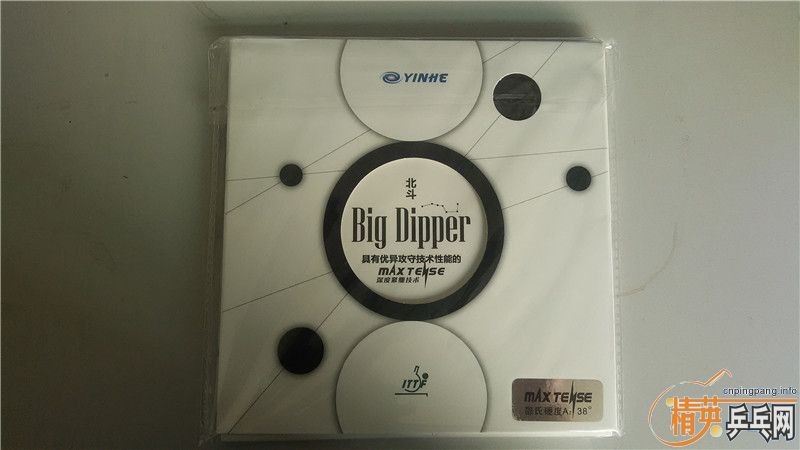 YINHE
北斗
Big Dipper
具有优异攻守技术性能的
MAX TENSE
深度紧绷技术
ITTF
MAX TENSE
邵氏硬度A: 38°
cnpingpang.info
精英乒乓网